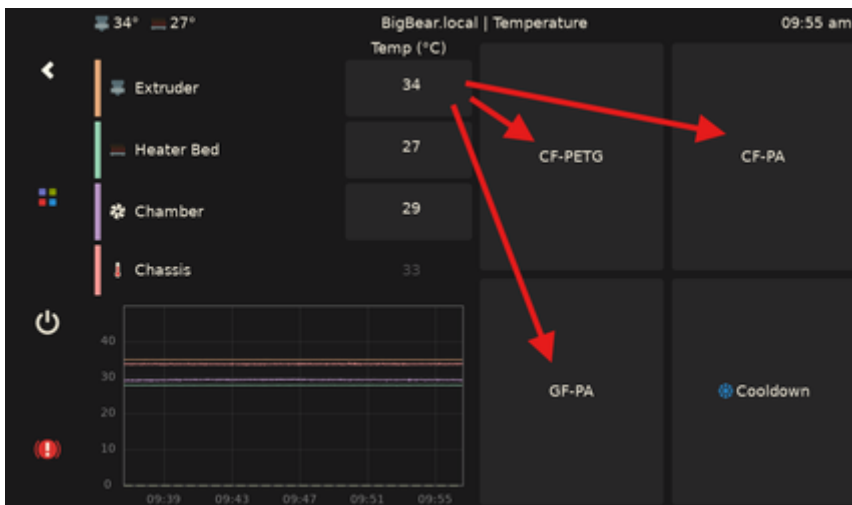 34° 27° BigBear.local | Temperature 09:55 am
Temp (°C)
Extruder 34
Heater Bed 27
Chamber 29
Chassis 33
CF-PETG CF-PA
GF-PA Cooldown
40
30
20
10
0
09:39 09:43 09:47 09:51 09:55